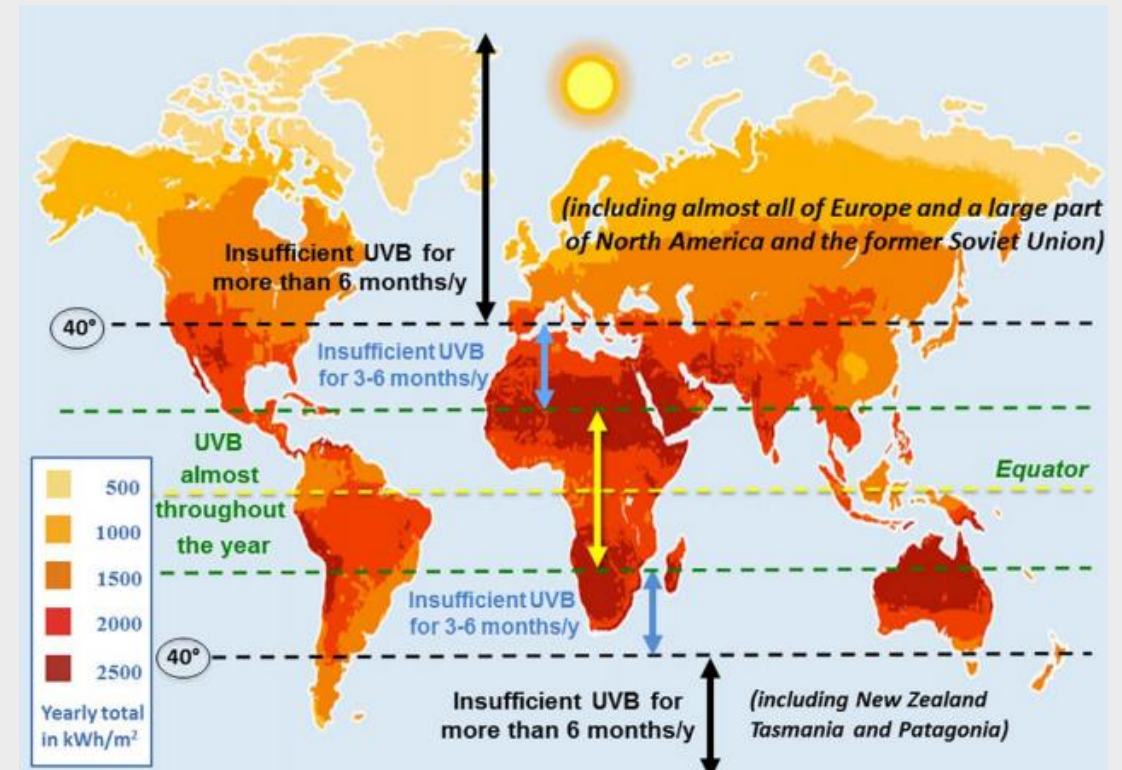 (including almost all of Europe and a large part
of North America and the former Soviet Union)
Insufficient UVB for
more than 6 months/y
40°
Insufficient UVB
for 3-6 months/y
UVB
almost
throughout
the year
Equator
500
1000
1500
2000
2500
Yearly total
in kWh/m²
Insufficient UVB
for 3-6 months/y
40°
Insufficient UVB for
more than 6 months/y
(including New Zealand
Tasmania and Patagonia)